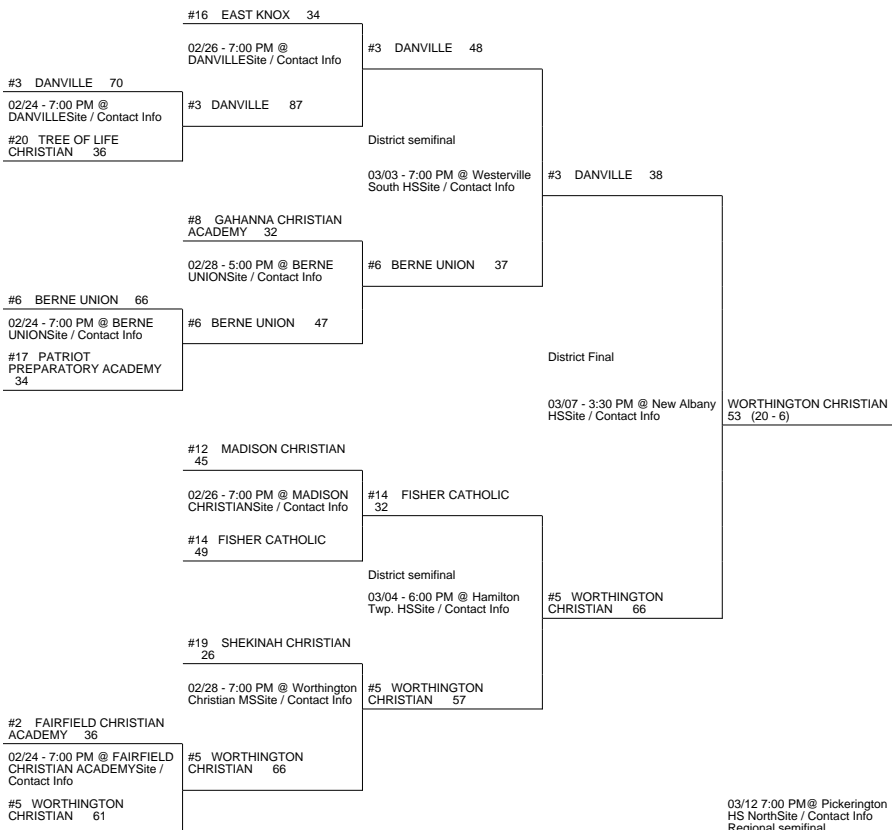 #16 EAST KNOX 34
02/26 - 7:00 PM @
DANVILLESite / Contact Info
#3 DANVILLE 48
#3 DANVILLE 70
02/24 - 7:00 PM @
DANVILLESite / Contact Info
#3 DANVILLE 87
#20 TREE OF LIFE
CHRISTIAN 36
District semifinal
03/03 - 7:00 PM @ Westerville
South HSSite / Contact Info
#3 DANVILLE 38
#8 GAHANNA CHRISTIAN
ACADEMY 32
02/28 - 5:00 PM @ BERNE
UNIONSite / Contact Info
#6 BERNE UNION 37
#6 BERNE UNION 66
02/24 - 7:00 PM @ BERNE
UNIONSite / Contact Info
#6 BERNE UNION 47
#17 PATRIOT
PREPARATORY ACADEMY
34
District Final
03/07 - 3:30 PM @ New Albany
HSSite / Contact Info
WORTHINGTON CHRISTIAN
53 (20 - 6)
#12 MADISON CHRISTIAN
45
02/26 - 7:00 PM @ MADISON
CHRISTIANSite / Contact Info
#14 FISHER CATHOLIC
32
#14 FISHER CATHOLIC
49
District semifinal
03/04 - 6:00 PM @ Hamilton
Twp. HSSite / Contact Info
#5 WORTHINGTON
CHRISTIAN 66
#19 SHEKINAH CHRISTIAN
26
02/28 - 7:00 PM @ Worthington
Christian MSSite / Contact Info
#5 WORTHINGTON
CHRISTIAN 57
#2 FAIRFIELD CHRISTIAN
ACADEMY 36
02/24 - 7:00 PM @ FAIRFIELD
CHRISTIAN ACADEMYSite /
Contact Info
#5 WORTHINGTON
CHRISTIAN 66
#5 WORTHINGTON
CHRISTIAN 61
03/12 7:00 PM@ Pickerington
HS NorthSite / Contact Info
Regional semifinal